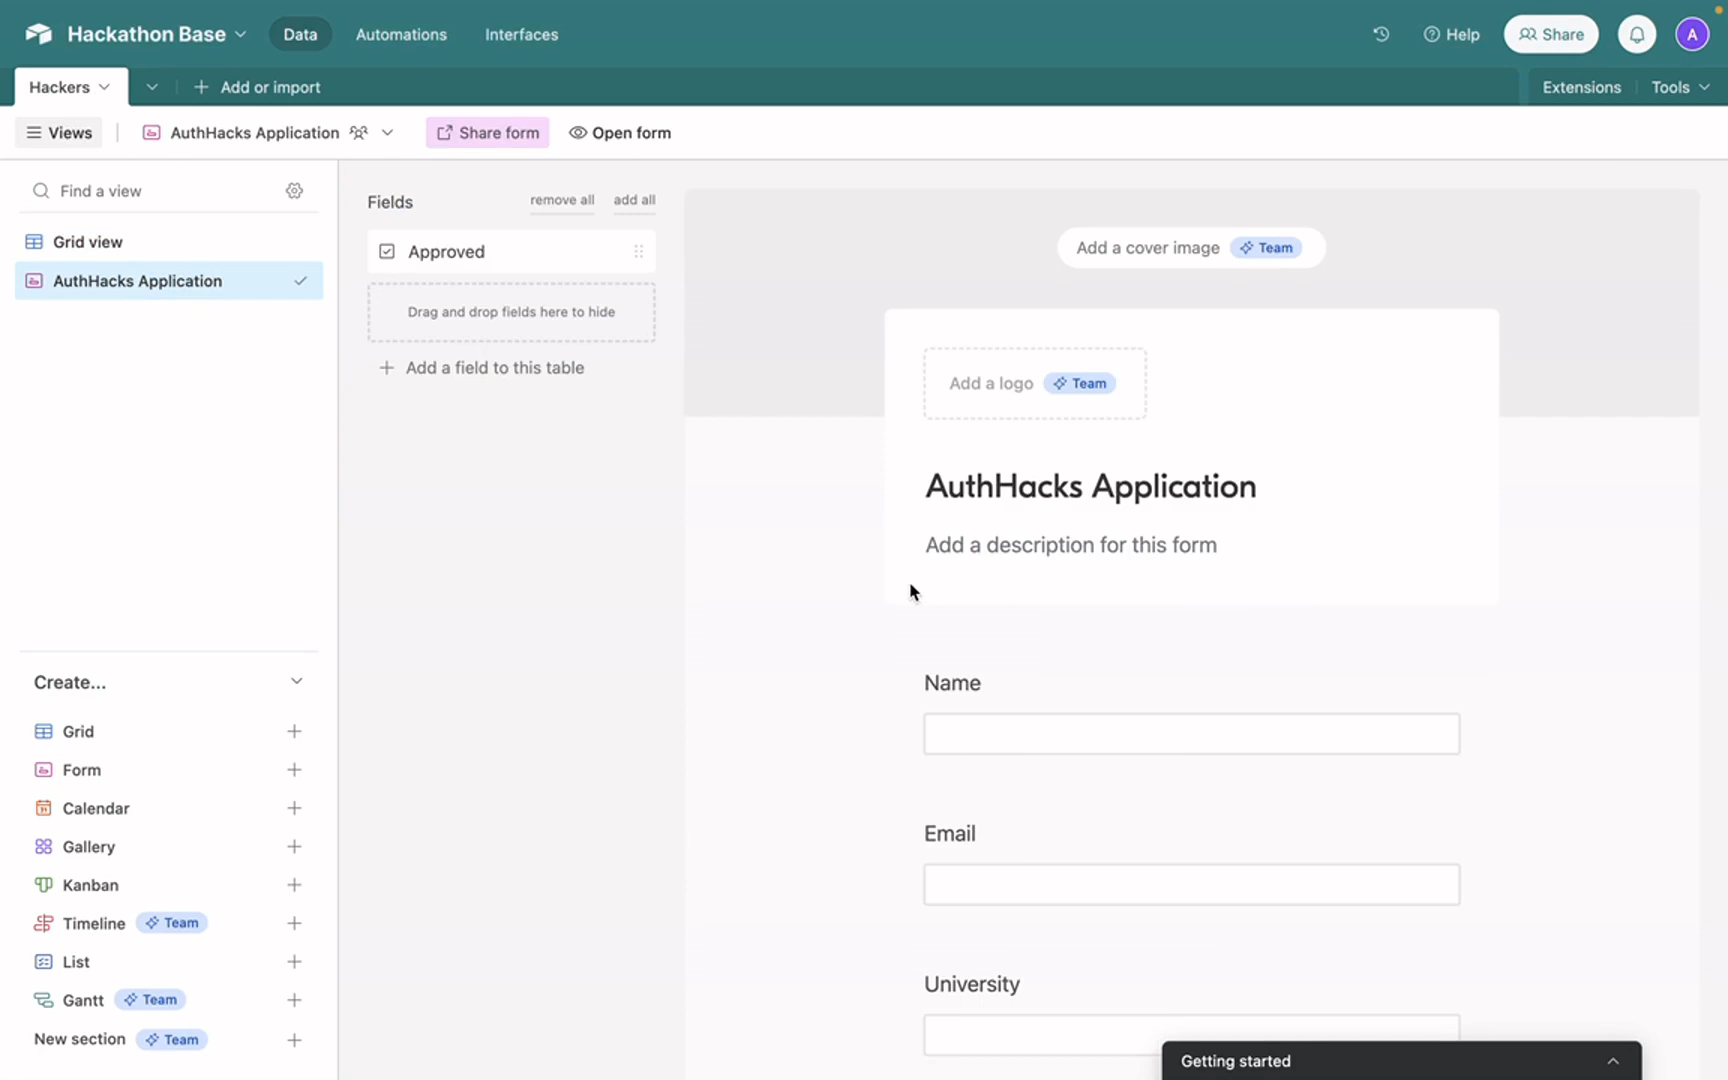 Hackathon Base
Data
Automations
Interfaces
Help
Share
A
Hackers
Add or import
Extensions
Tools
Views
AuthHacks Application
Share form
Open form
Find a view
Grid view
AuthHacks Application
Create...
Grid
Form
Calendar
Gallery
Kanban
Timeline Team
List
Gantt Team
New section Team
Fields
remove all
add all
Approved
Drag and drop fields here to hide
Add a field to this table
Add a cover image Team
Add a logo Team
AuthHacks Application
Add a description for this form
Name
Email
University
Getting started